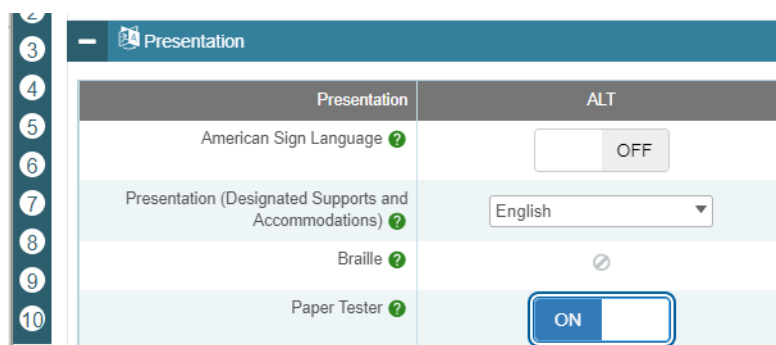 2
3
Presentation
4
Presentation ALT
5
American Sign Language OFF
6
7
Presentation (Designated Supports and
Accommodations) English
8
Braille
9
10
Paper Tester ON